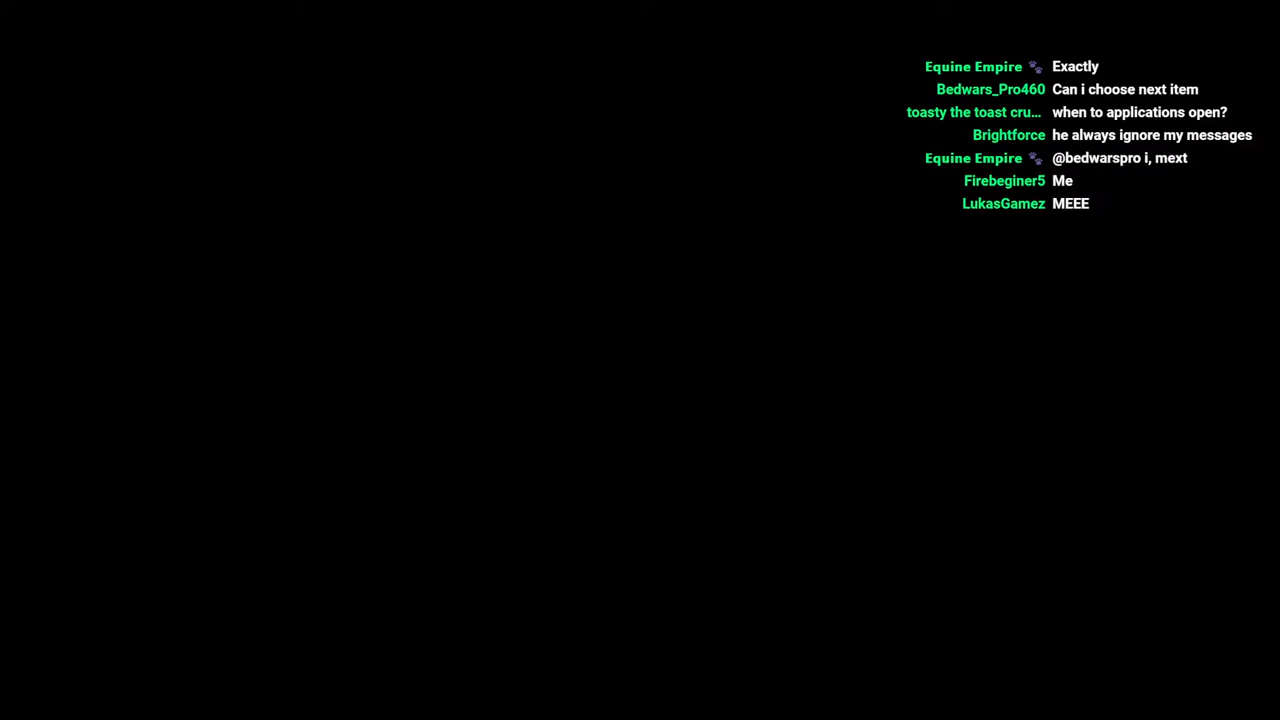 Equine Empire 🐾 Exactly
Bedwars_Pro460 Can i choose next item
toasty the toast cru... when to applications open?
Brightforce he always ignore my messages
Equine Empire 🐾 @bedwarspro i, mext
Firebeginer5 Me
LukasGamez MEEE